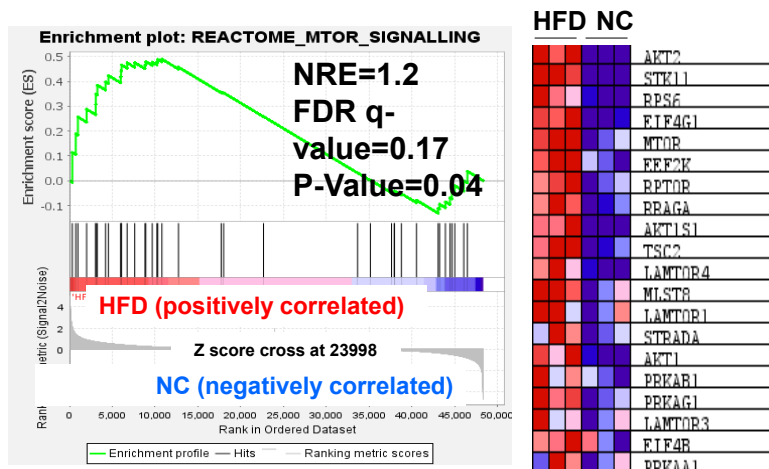 Enrichment plot: REACTOME_MTOR_SIGNALLING
Enrichment score (ES)
0.5
0.4
0.3
0.2
0.1
0.0
-0.1
NRE=1.2
FDR q-
value=0.17
P-Value=0.04
HFD (positively correlated)
4
2
0
Z score cross at 23998
NC (negatively correlated)
etric (Signal2Noise)
0
5,000
10,000
15,000
20,000
25,000
30,000
35,000
40,000
45,000
50,000
Rank in Ordered Dataset
Enrichment profile
Hits
Ranking metric scores
HFD NC
AKT2
STK11
RPS6
EIF4G1
MTOR
EEF2K
RPTOR
RRAGA
AKT1S1
TSC2
LAMTOR4
MLST8
LAMTOR1
STRADA
AKT1
PRKAB1
PRKAG1
LAMTOR3
EIF4B
PRKAA1